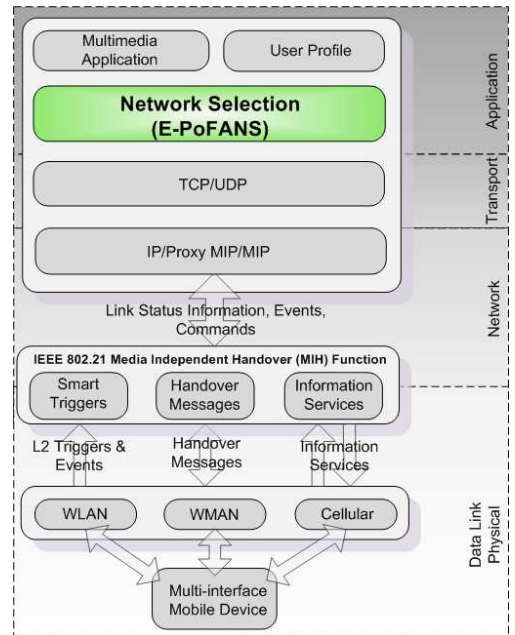 Multimedia
Application
User Profile
Application
Network Selection
(E-PoFANS)
TCP/UDP
Transport
IP/Proxy MIP/MIP
Network
Link Status Information, Events,
Commands
IEEE 802.21 Media Independent Handover (MIH) Function
Smart
Triggers
Handover
Messages
Information
Services
L2 Triggers &
Events
Handover
Messages
Information
Services
WLAN
WMAN
Cellular
Data Link
Physical
Multi-interface
Mobile Device